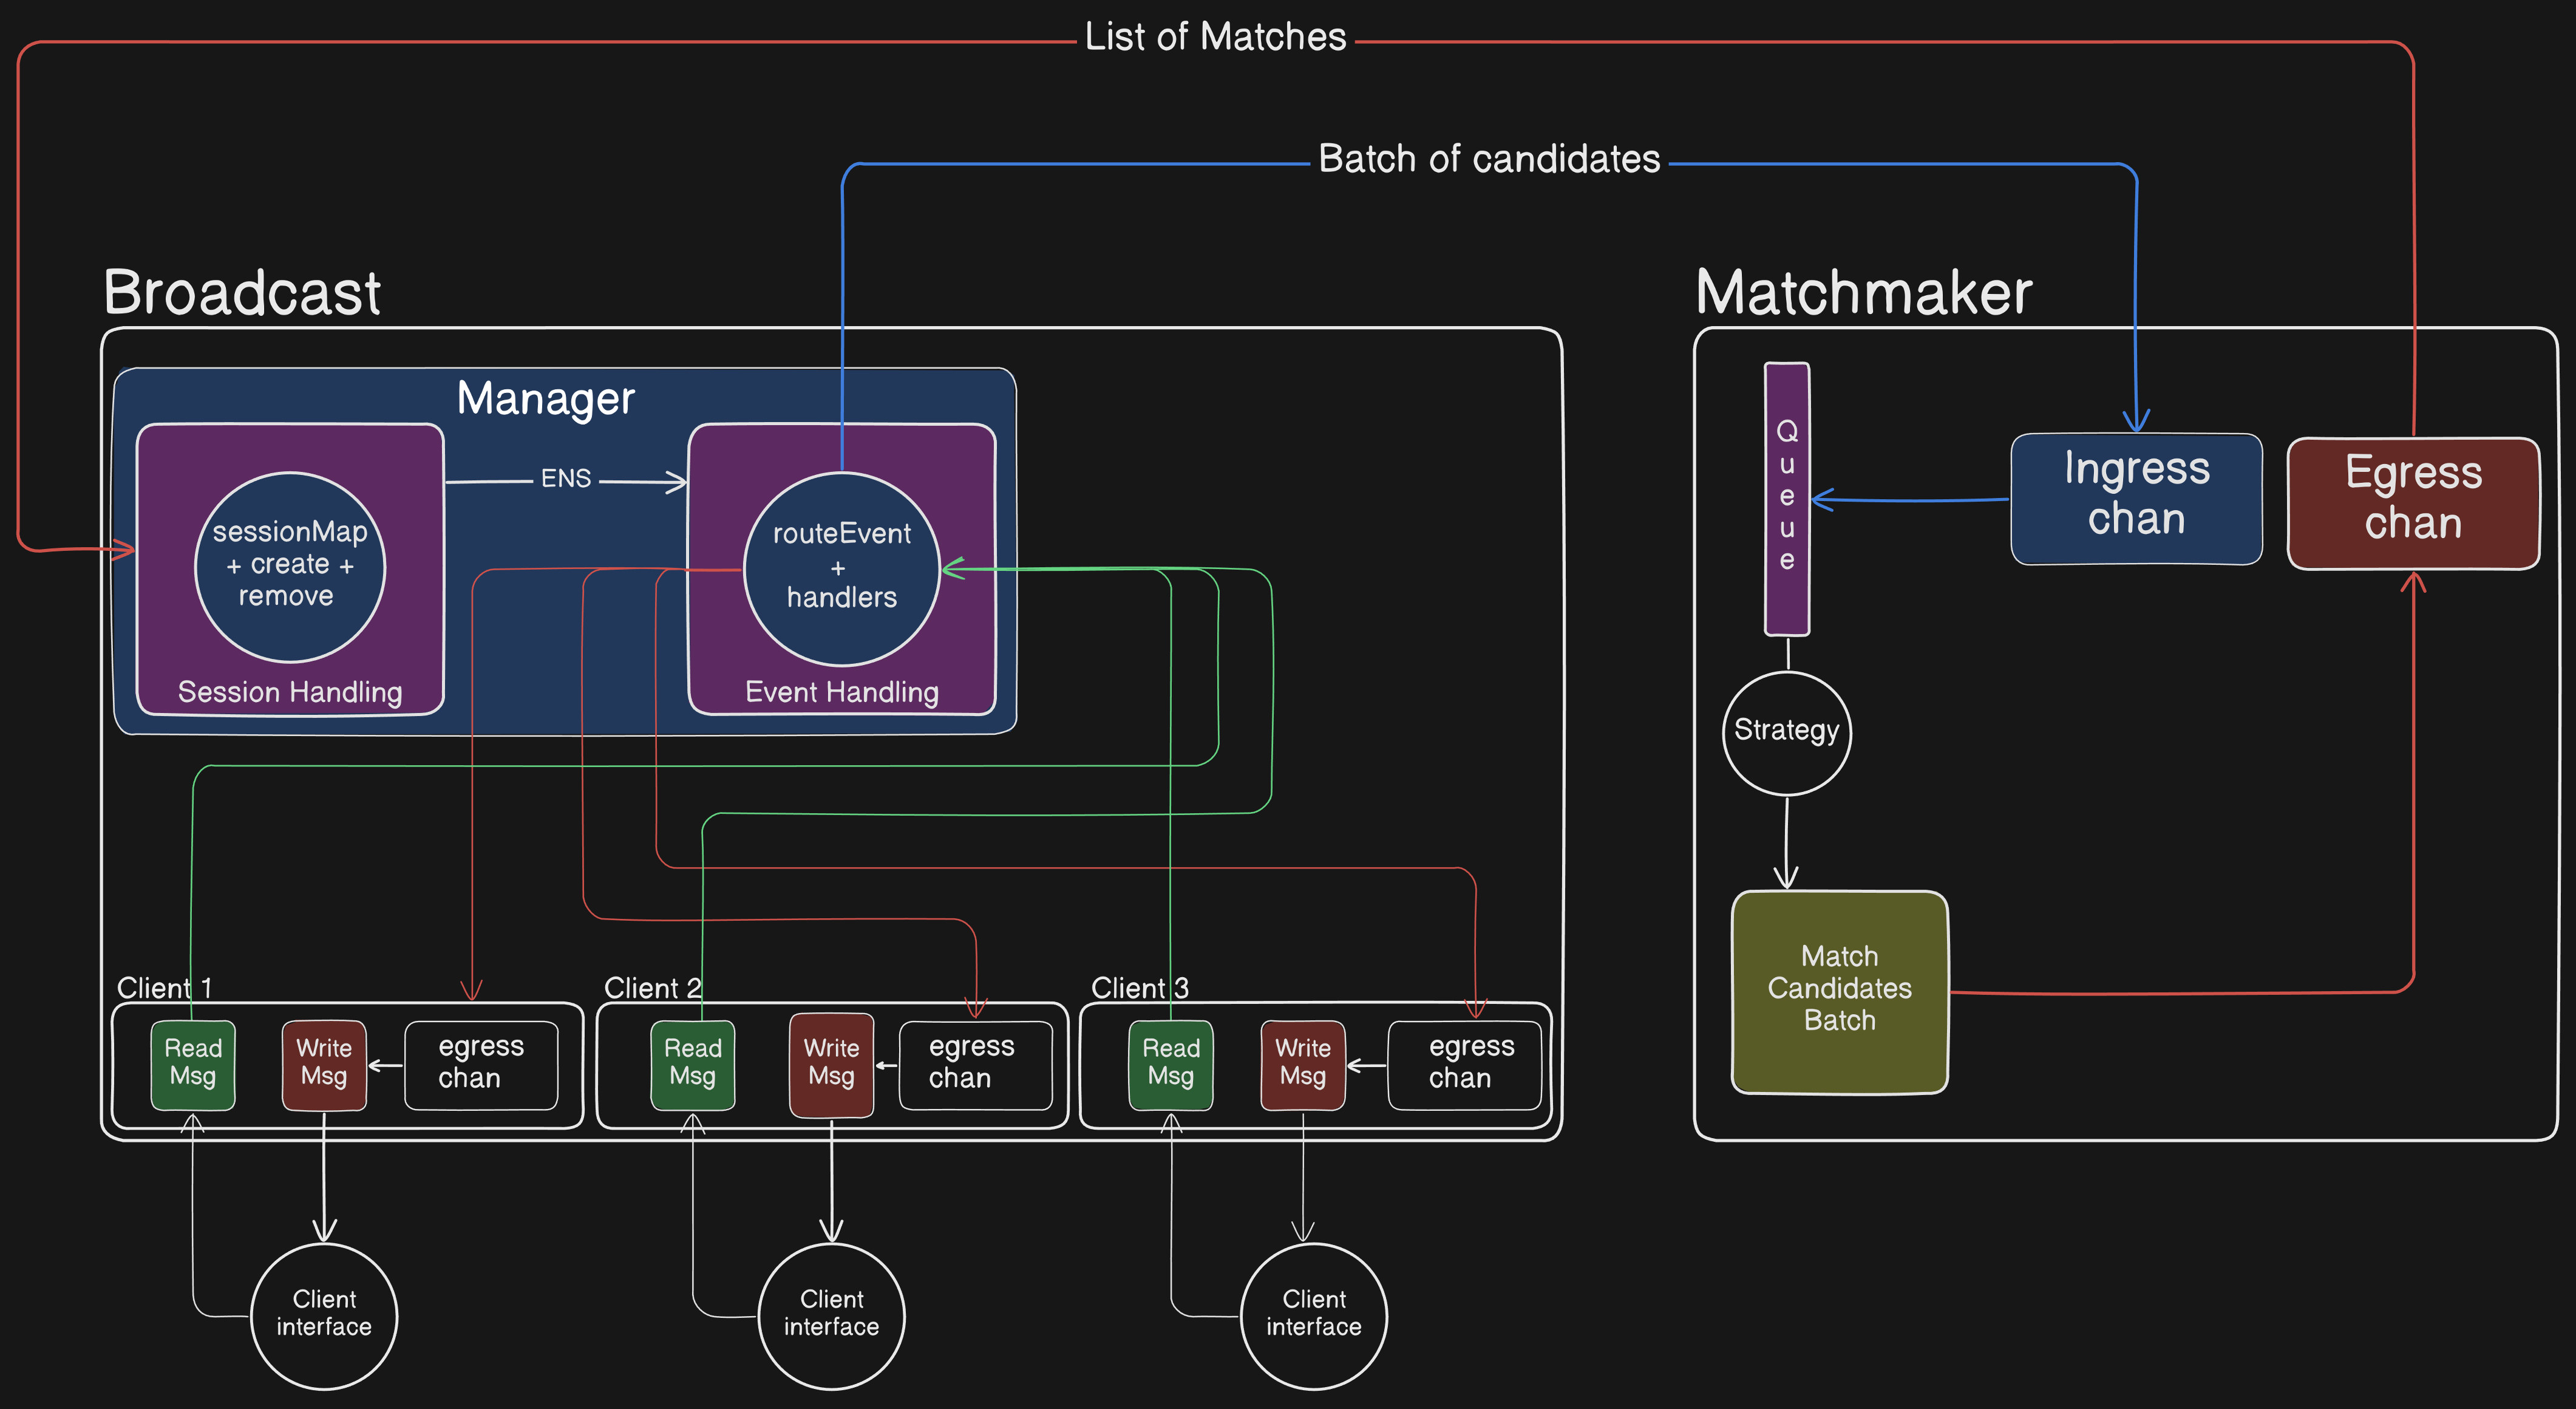 List of Matches
Batch of candidates
Broadcast
Manager
sessionMap
+ create +
remove
Session Handling
ENS
routeEvent
+
handlers
Event Handling
Client 1
Read
Msg
Write
Msg
egress
chan
Client 2
Read
Msg
Write
Msg
egress
chan
Client 3
Read
Msg
Write
Msg
egress
chan
Client
interface
Client
interface
Client
interface
Matchmaker
Q
u
e
u
e
Ingress
chan
Egress
chan
Strategy
Match
Candidates
Batch